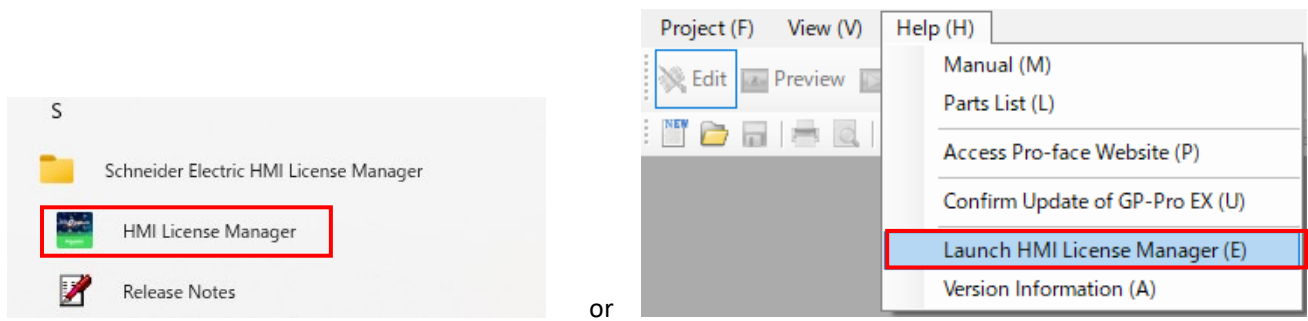 S
Schneider Electric HMI License Manager
HMI License Manager
Release Notes
or
Project (F) View (V) Help (H)
Edit Preview
NEW
Manual (M)
Parts List (L)
Access Pro-face Website (P)
Confirm Update of GP-Pro EX (U)
Launch HMI License Manager (E)
Version Information (A)